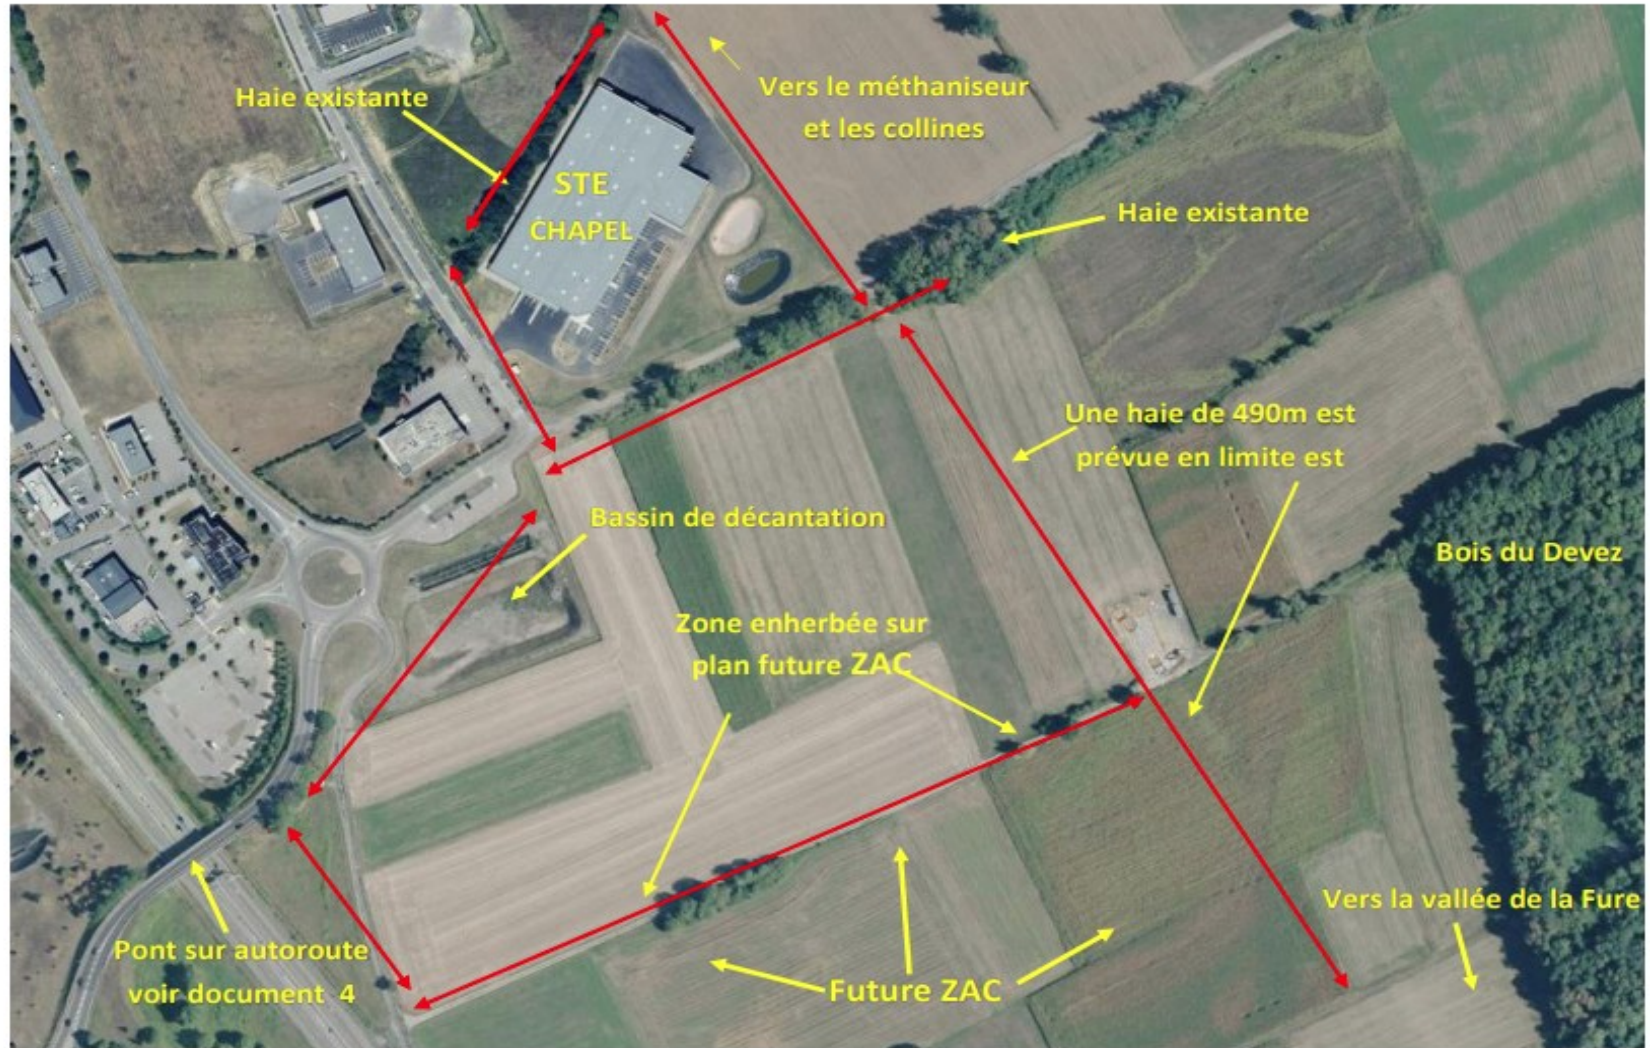 Haie existante
Vers le méthaniseur
et les collines
STE
CHAPEL
Haie existante
Une haie de 490m est
prévue en limite est
Bassin de décantation
Bois du Devez
Zone enherbée sur
plan future ZAC
Vers la vallée de la Fure
Pont sur autoroute
voir document 4
Future ZAC